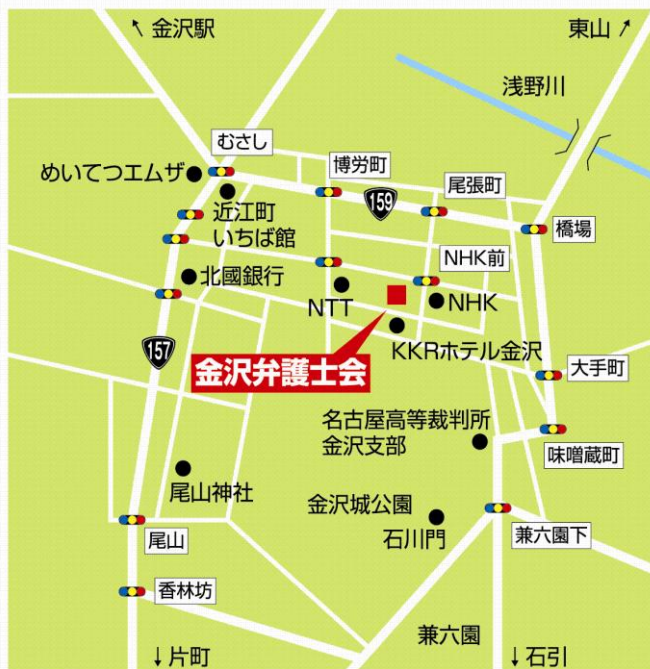 ↖ 金沢駅
東山 ↗
浅野川
むさし
めいてつエムザ
博労町
尾張町
159
近江町
いちば館
橋場
NHK前
北國銀行
NTT
NHK
KKRホテル金沢
157
金沢弁護士会
大手町
名古屋高等裁判所
金沢支部
味噌蔵町
尾山神社
金沢城公園
石川門
尾山
兼六園下
香林坊
兼六園
↓片町
↓石引